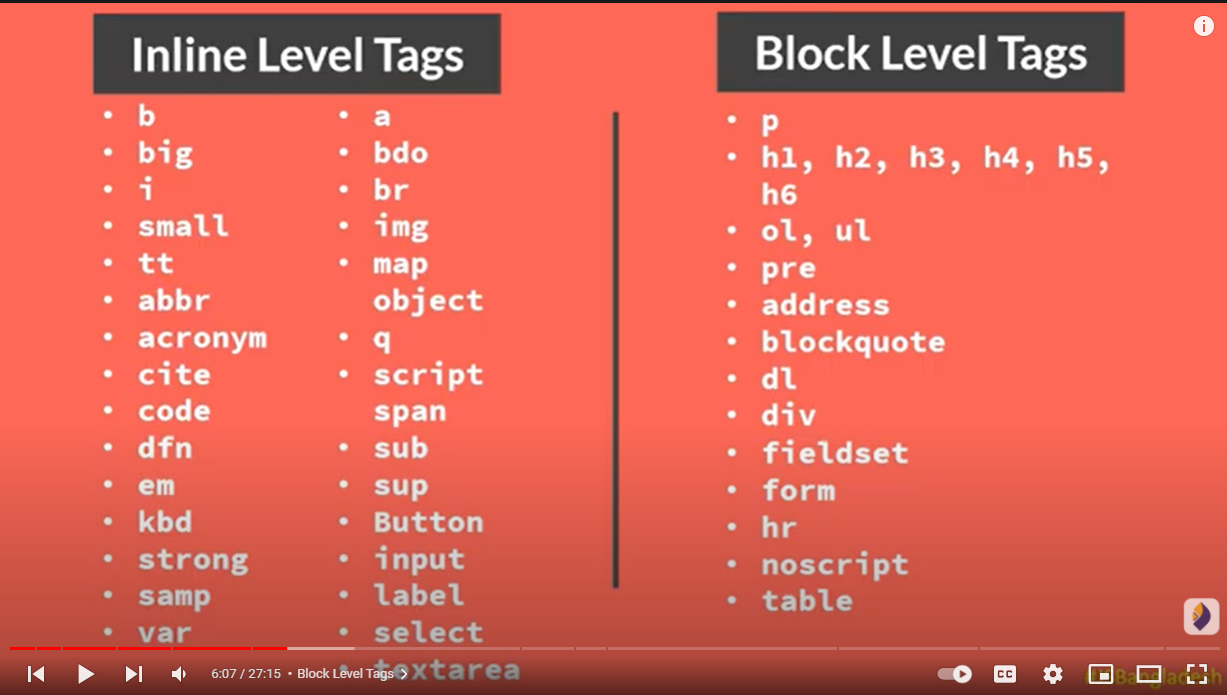 Inline Level Tags
• b
• big
• i
• small
• tt
• abbr
• acronym
• cite
• code
• dfn
• em
• kbd
• strong
• samp
• var
• a
• bdo
• br
• img
• map
object
• q
• script
span
• sub
• sup
• Button
• input
• label
• select
• textarea
Block Level Tags
• p
• h1, h2, h3, h4, h5,
h6
• ol, ul
• pre
• address
• blockquote
• dl
• div
• fieldset
• form
• hr
• noscript
• table
6:07 / 27:15 • Block Level Tags >
CC